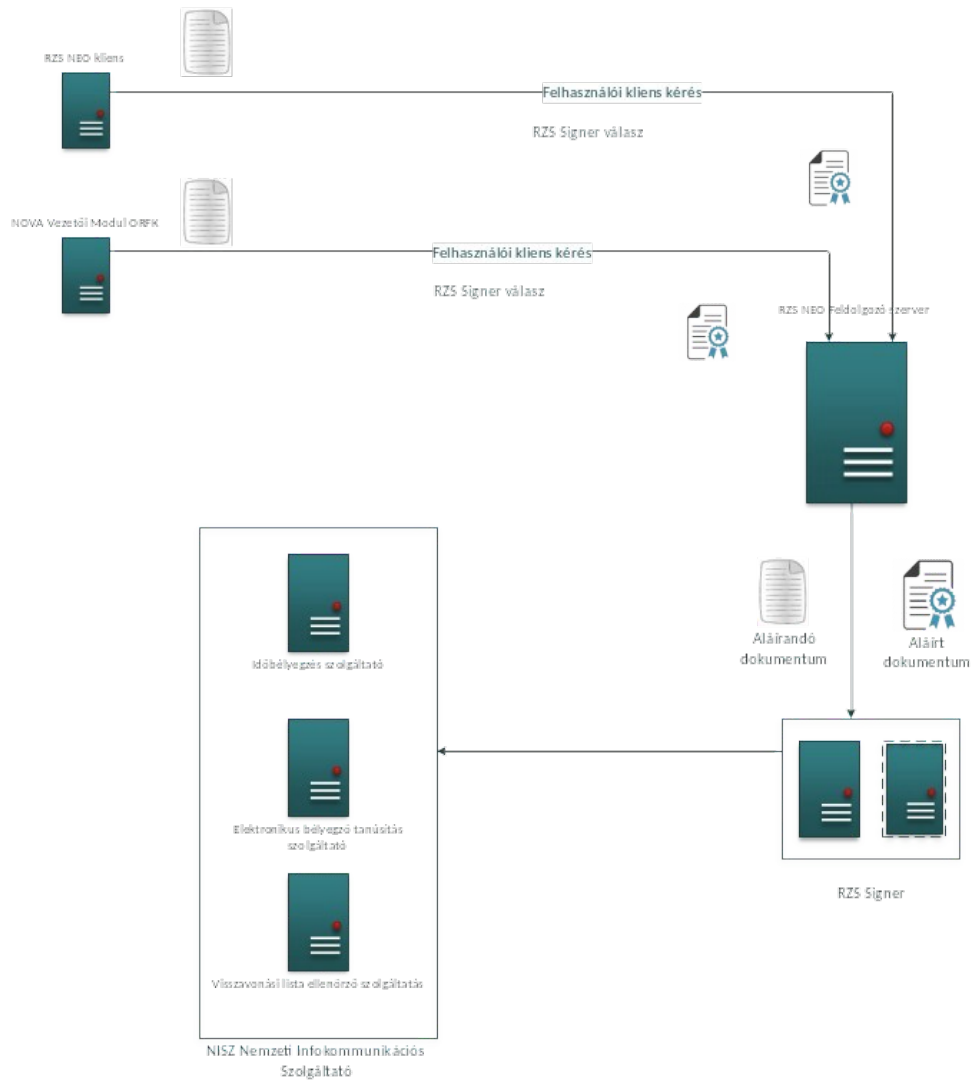 RZS NEO kliens
Felhasználói kliens kérés
RZS Signer válasz
NOVA Vezetői Modul ORFK
Felhasználói kliens kérés
RZS Signer válasz
RZS NEO Feldolgozó szerver
Aláírandó
dokumentum
Aláírt
dokumentum
Időbélyegzés szolgáltató
Elektronikus bélyegző tanúsítás
szolgáltató
RZS Signer
Visszavonási lista ellenőrző szolgáltatás
NISZ Nemzeti Infokommunikációs
Szolgáltató